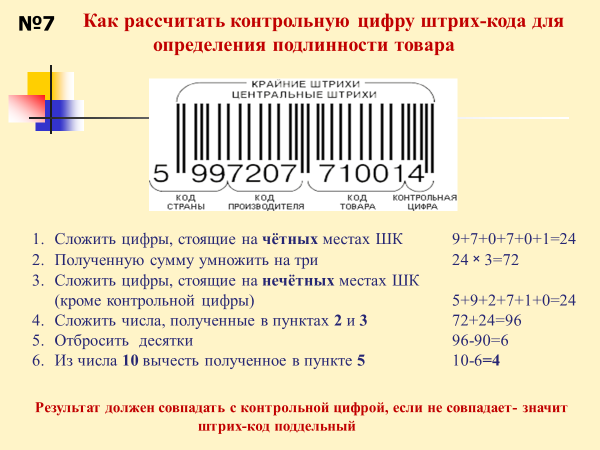 №7
Как рассчитать контрольную цифру штрих-кода для
определения подлинности товара
КРАЙНИЕ ШТРИХИ
ЦЕНТРАЛЬНЫЕ ШТРИХИ
5 997207 710014
КОД СТРАНЫ
КОД ПРОИЗВОДИТЕЛЯ
КОД ТОВАРА
КОНТРОЛЬНАЯ ЦИФРА
1. Сложить цифры, стоящие на чётных местах ШК 9+7+0+7+0+1=24
2. Полученную сумму умножить на три 24 × 3=72
3. Сложить цифры, стоящие на нечётных местах ШК
(кроме контрольной цифры) 5+9+2+7+1+0=24
4. Сложить числа, полученные в пунктах 2 и 3 72+24=96
5. Отбросить десятки 96-90=6
6. Из числа 10 вычесть полученное в пункте 5 10-6=4
Результат должен совпадать с контрольной цифрой, если не совпадает- значит
штрих-код поддельный